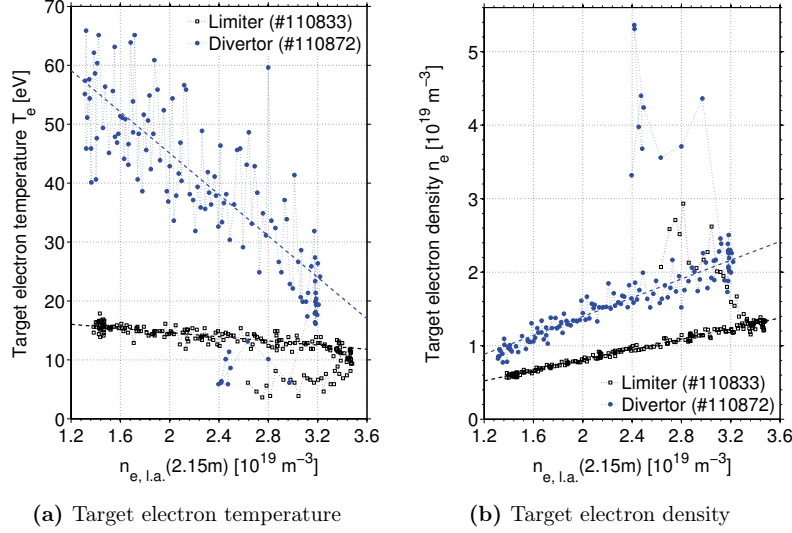 70
60
50
40
30
20
10
0
1.2 1.6 2 2.4 2.8 3.2 3.6
Target electron temperature T_e [eV]
n_e, l.a.(2.15m) [10^19 m^−3]
Limiter (#110833)
Divertor (#110872)
(a) Target electron temperature
5
4
3
2
1
0
1.2 1.6 2 2.4 2.8 3.2 3.6
Target electron density n_e [10^19 m^−3]
n_e, l.a.(2.15m) [10^19 m^−3]
Limiter (#110833)
Divertor (#110872)
(b) Target electron density